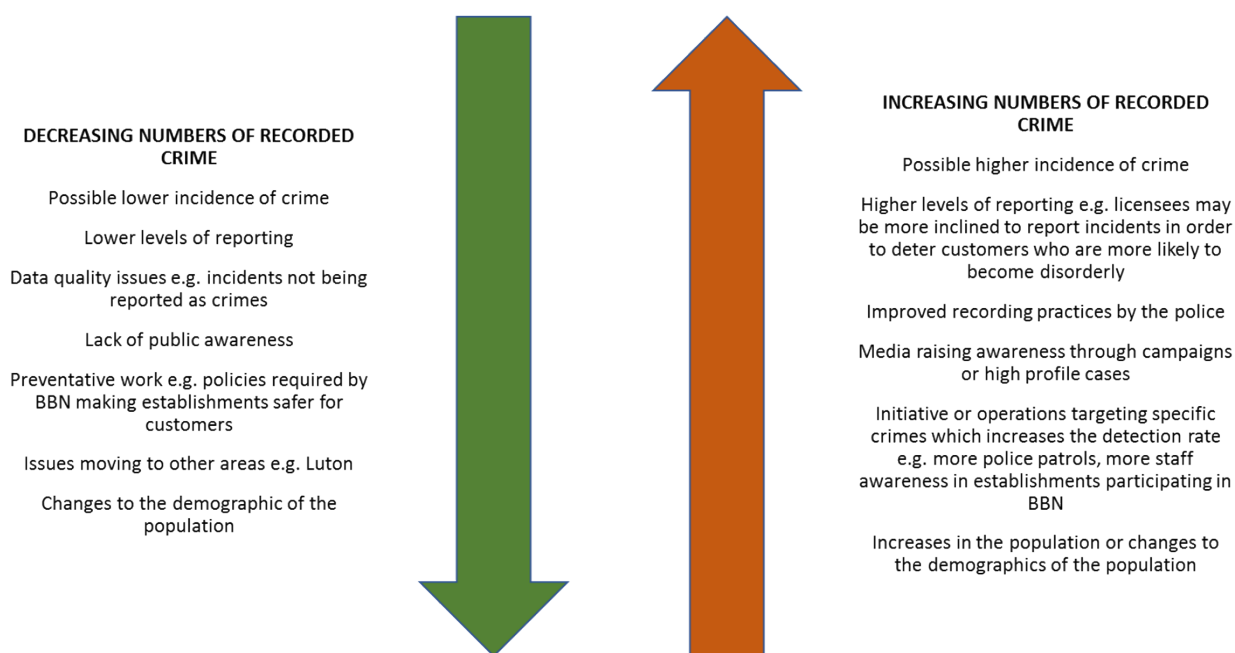 DECREASING NUMBERS OF RECORDED
CRIME
Possible lower incidence of crime
Lower levels of reporting
Data quality issues e.g. incidents not being
reported as crimes
Lack of public awareness
Preventative work e.g. policies required by
BBN making establishments safer for
customers
Issues moving to other areas e.g. Luton
Changes to the demographic of the
population
INCREASING NUMBERS OF RECORDED
CRIME
Possible higher incidence of crime
Higher levels of reporting e.g. licensees may
be more inclined to report incidents in order
to deter customers who are more likely to
become disorderly
Improved recording practices by the police
Media raising awareness through campaigns
or high profile cases
Initiative or operations targeting specific
crimes which increases the detection rate
e.g. more police patrols, more staff
awareness in establishments participating in
BBN
Increases in the population or changes to
the demographics of the population